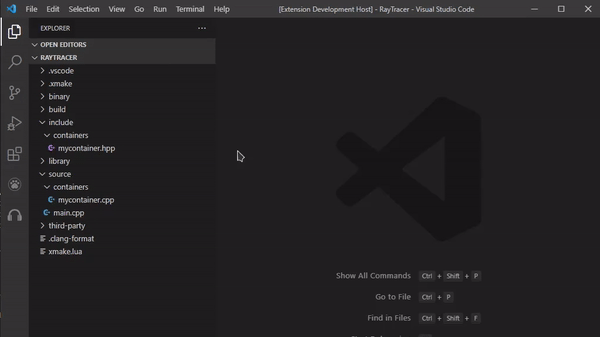 File Edit Selection View Go Run Terminal Help [Extension Development Host] - RayTracer - Visual Studio Code
EXPLORER
OPEN EDITORS
RAYTRACER
.vscode
.xmake
binary
build
include
containers
mycontainer.hpp
library
source
containers
mycontainer.cpp
main.cpp
third-party
.clang-format
xmake.lua
Show All Commands Ctrl + Shift + P
Go to File Ctrl + P
Find in Files Ctrl + Shift + F